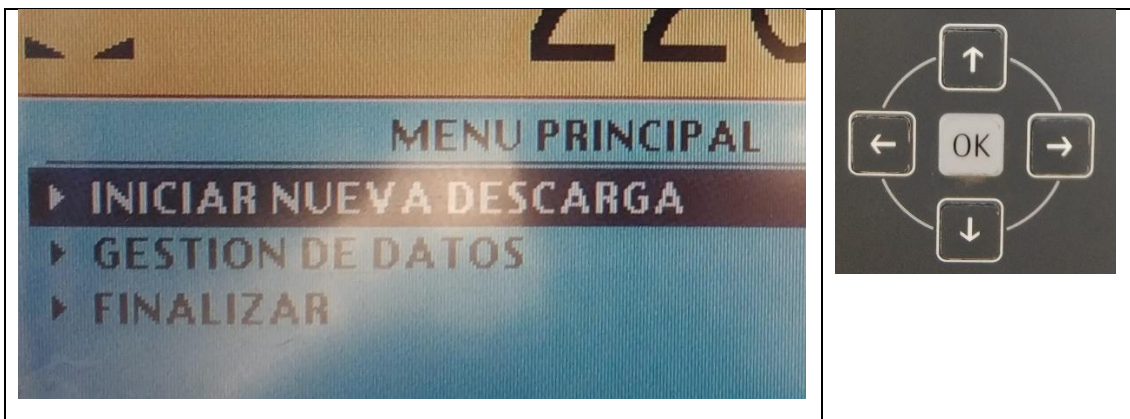 MENU PRINCIPAL
INICIAR NUEVA DESCARGA
GESTION DE DATOS
FINALIZAR
↑
← OK →
↓